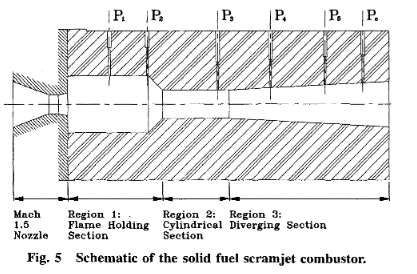 P1 P2 P3 P4 P5 P6
Mach Region 1: Region 2: Region 3:
1.5 Flame Holding Cylindrical Diverging Section
Nozzle Section Section
Fig. 5 Schematic of the solid fuel scramjet combustor.